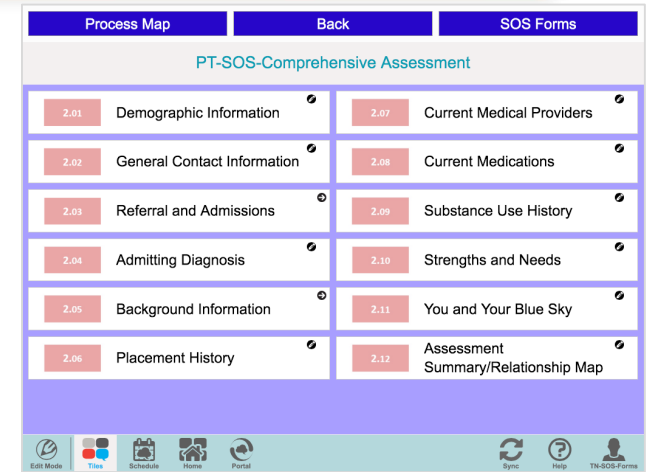 Process Map
Back
SOS Forms
PT-SOS-Comprehensive Assessment
2.01 Demographic Information
2.02 General Contact Information
2.03 Referral and Admissions
2.04 Admitting Diagnosis
2.05 Background Information
2.06 Placement History
2.07 Current Medical Providers
2.08 Current Medications
2.09 Substance Use History
2.10 Strengths and Needs
2.11 You and Your Blue Sky
2.12 Assessment
Summary/Relationship Map
Edit Mode
Tiles
Schedule
Home
Portal
Sync
Help
TN-SOS-Forms